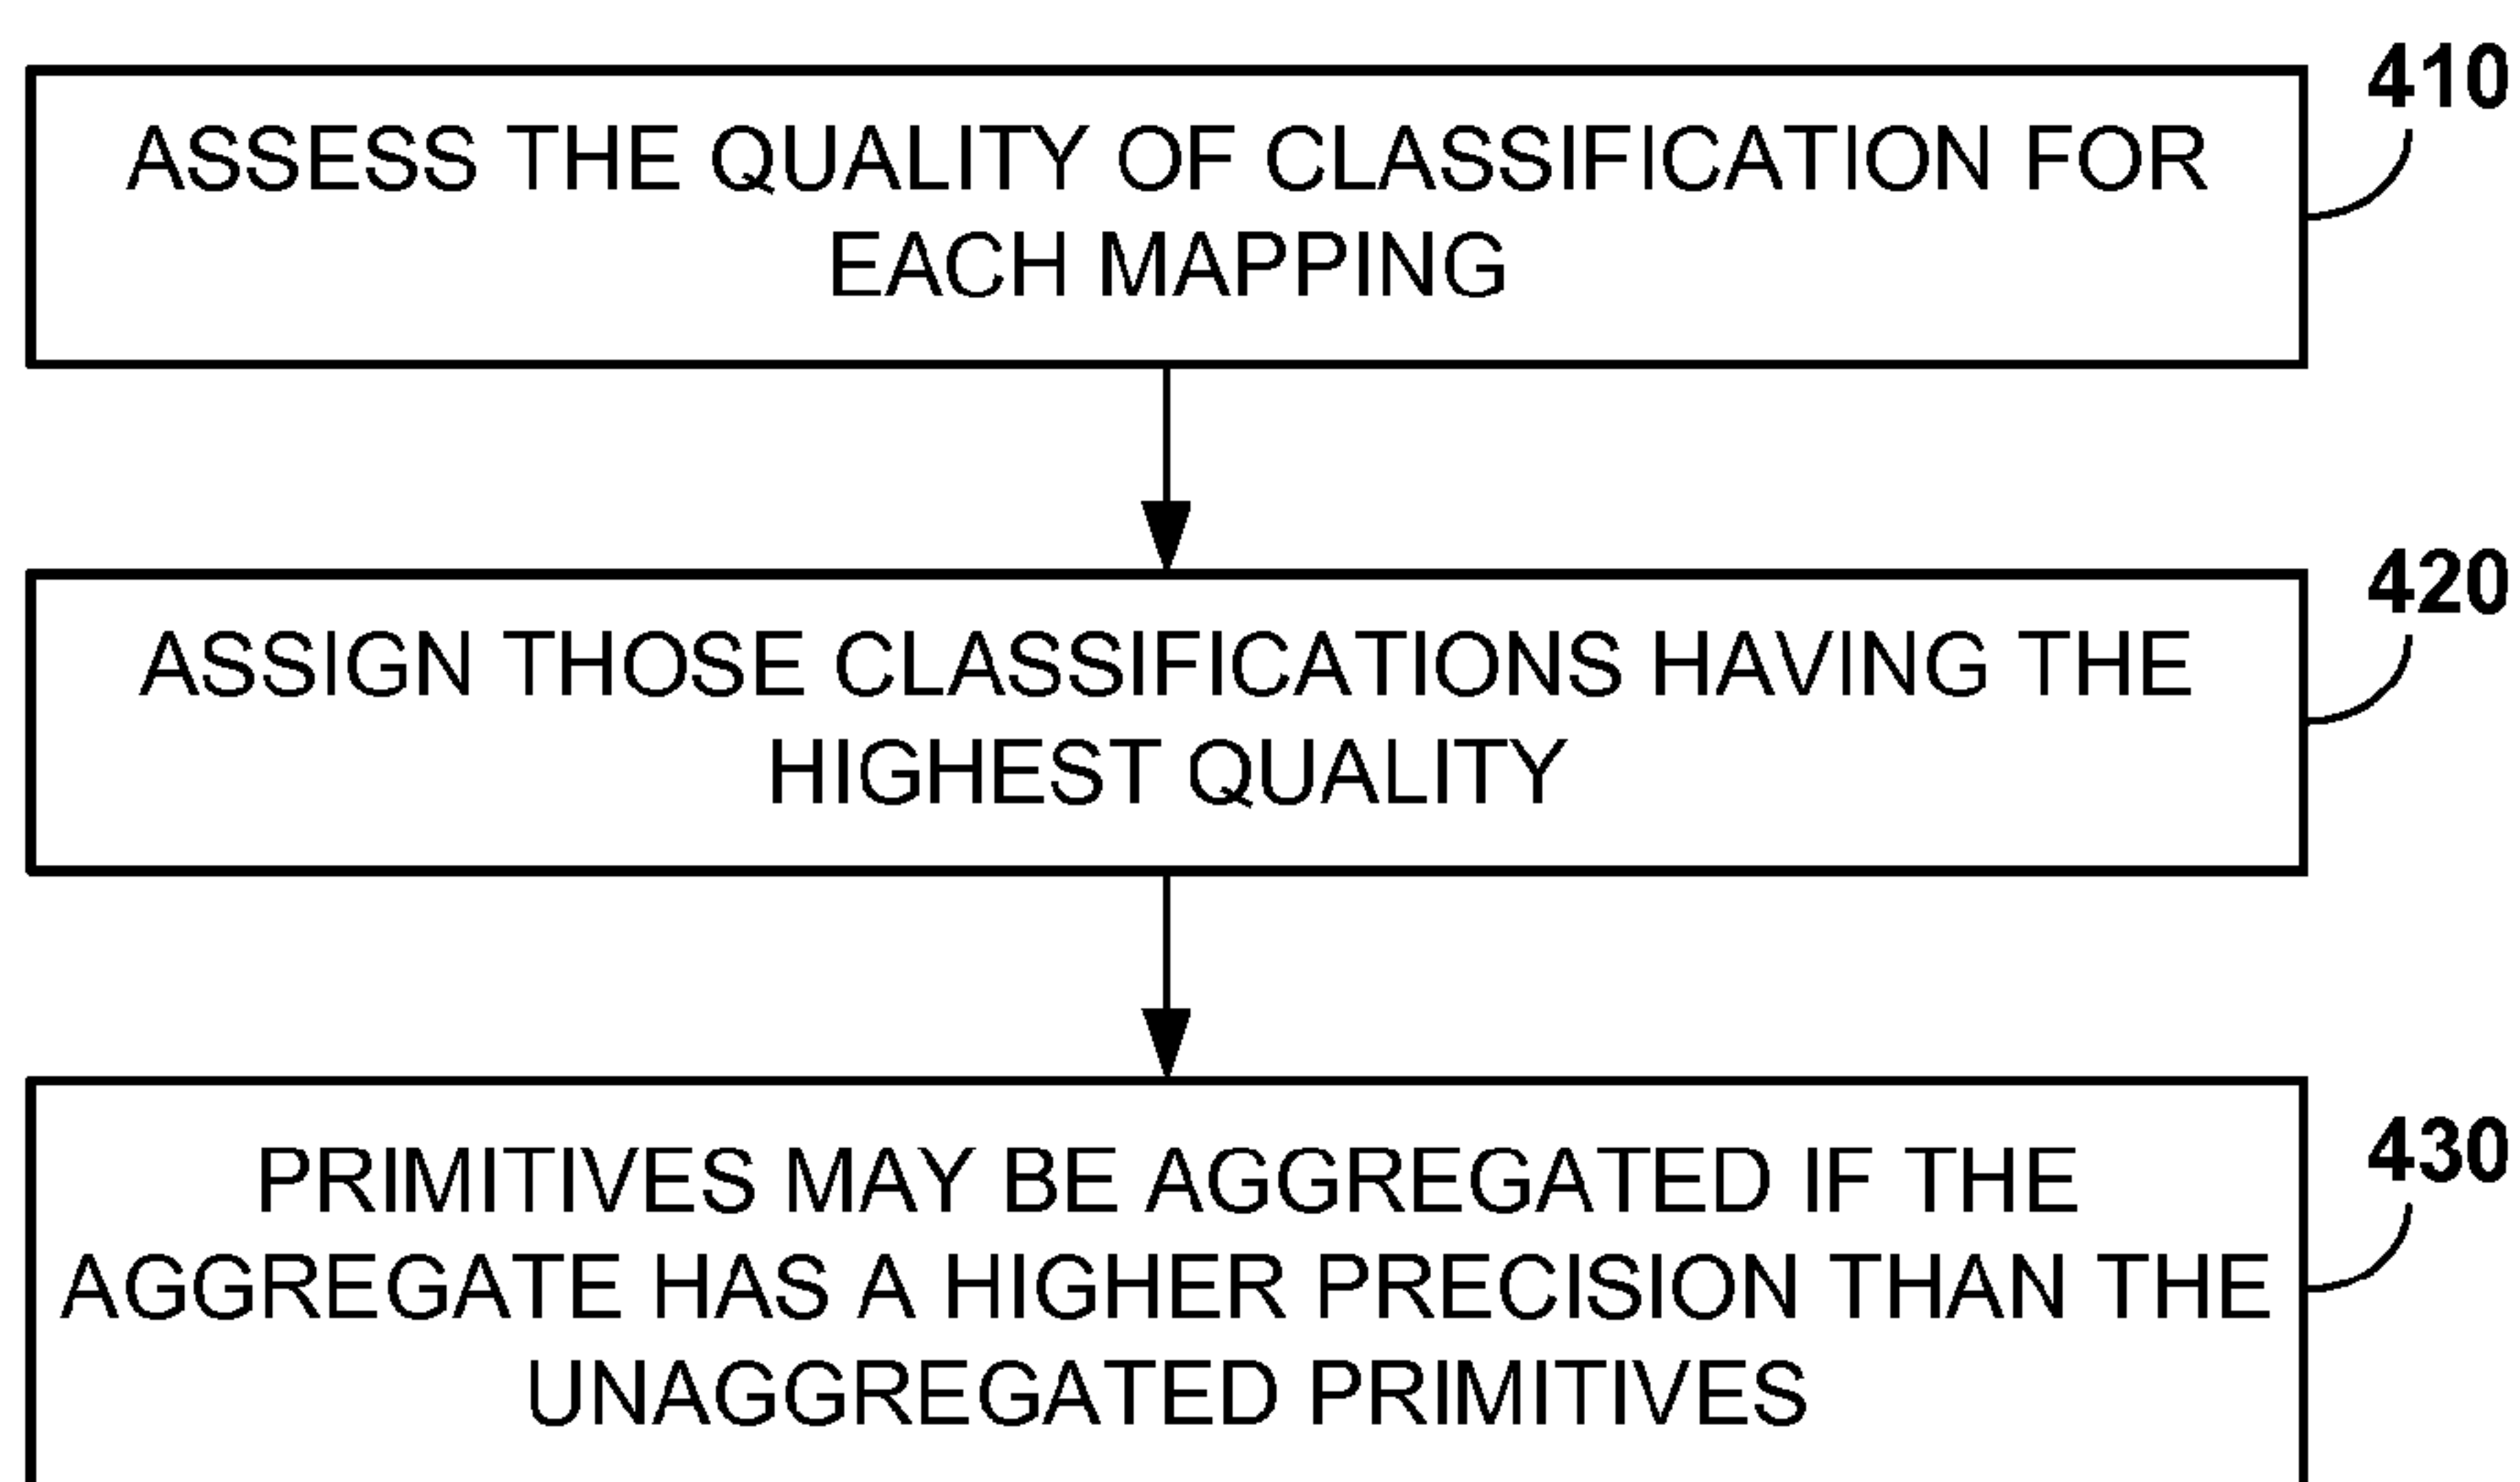 410
ASSESS THE QUALITY OF CLASSIFICATION FOR
EACH MAPPING
420
ASSIGN THOSE CLASSIFICATIONS HAVING THE
HIGHEST QUALITY
430
PRIMITIVES MAY BE AGGREGATED IF THE
AGGREGATE HAS A HIGHER PRECISION THAN THE
UNAGGREGATED PRIMITIVES